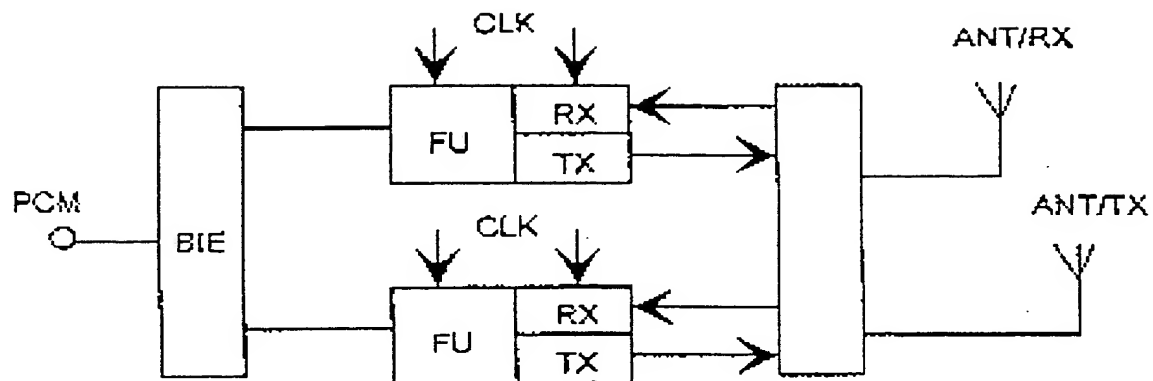 CLK
ANT/RX
RX
FU
TX
PCM
ANT/TX
CLK
BIE
RX
FU
TX